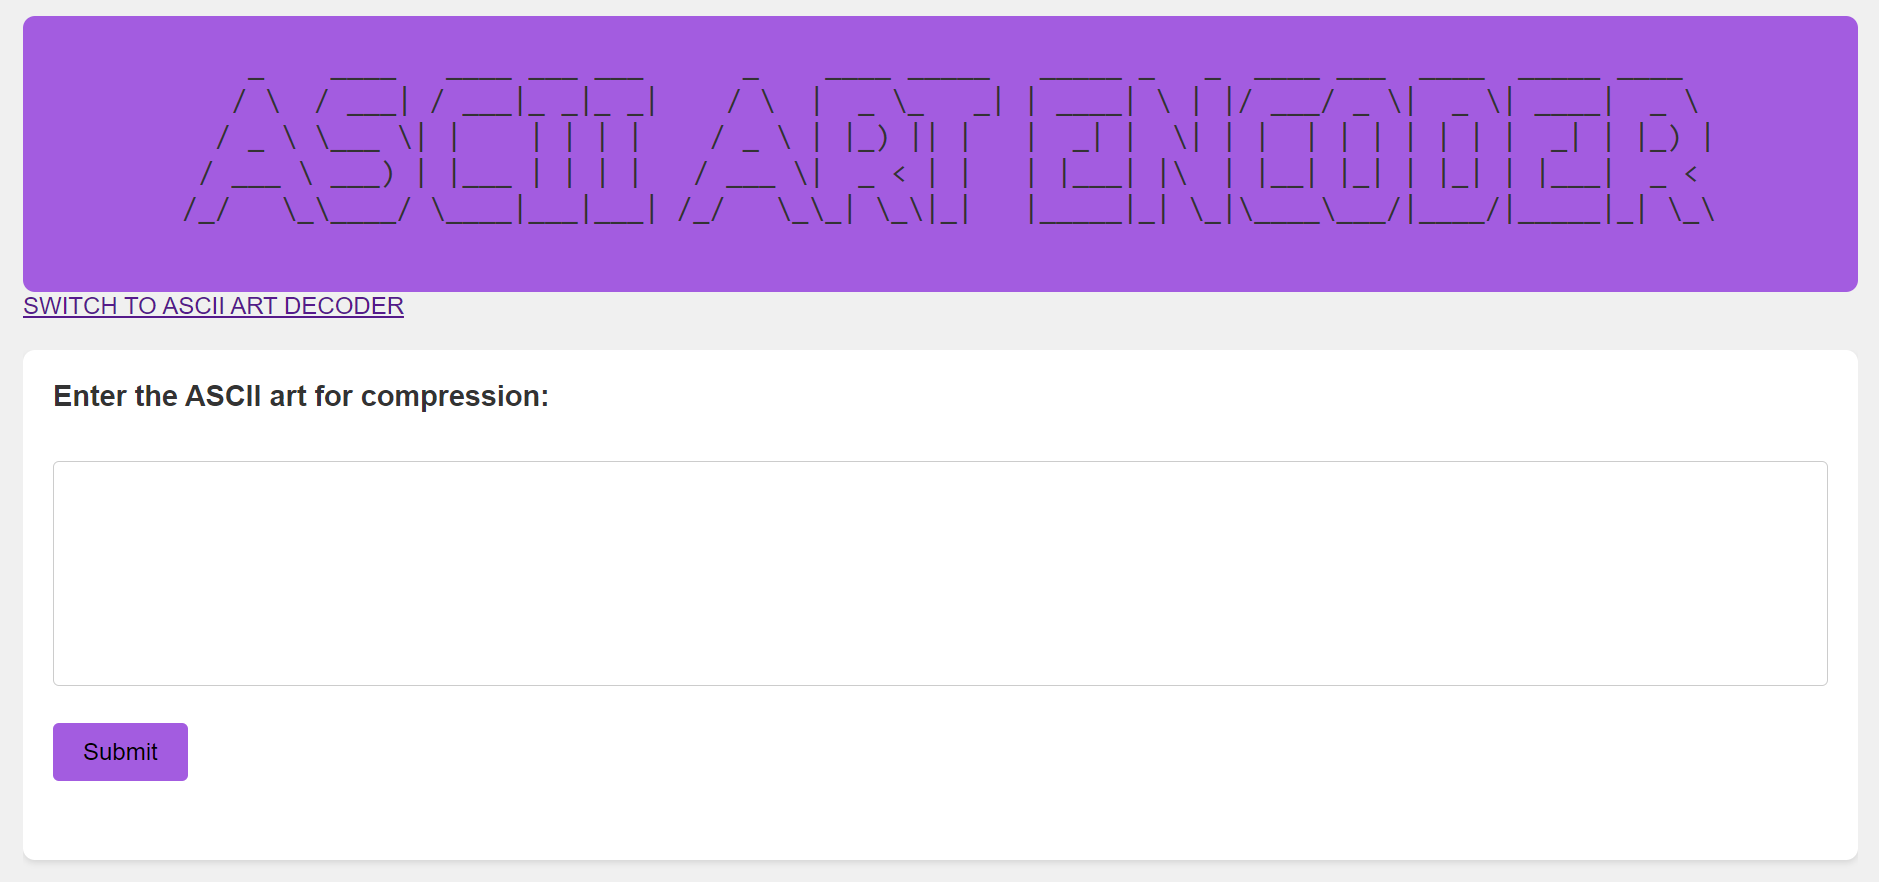 ASCII ART ENCODER
SWITCH TO ASCII ART DECODER
Enter the ASCII art for compression:
Submit